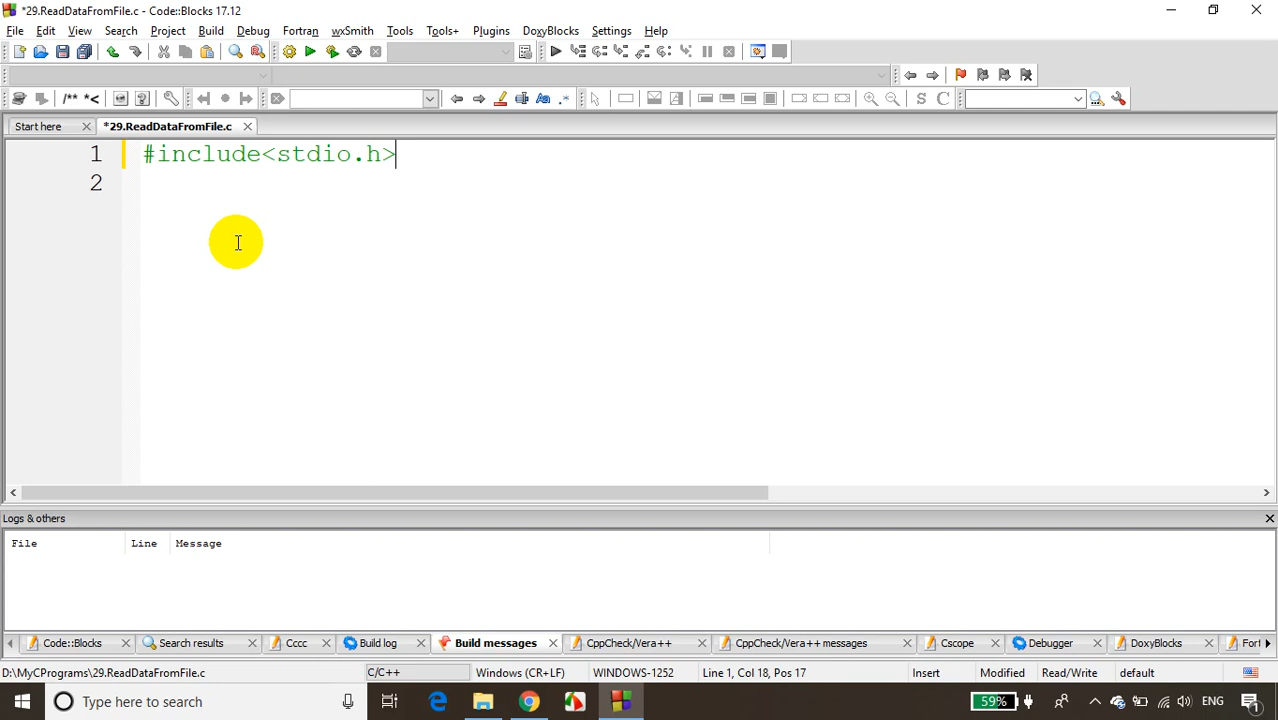 *29.ReadDataFromFile.c - Code::Blocks 17.12
File Edit View Search Project Build Debug Fortran wxSmith Tools Tools+ Plugins DoxyBlocks Settings Help
/** *< S C
Start here *29.ReadDataFromFile.c
1 #include<stdio.h>
2
Logs & others
File Line Message
Code::Blocks Search results Cccc Build log Build messages CppCheck/Vera++ CppCheck/Vera++ messages Cscope Debugger DoxyBlocks Fort
D:\MyCPrograms\29.ReadDataFromFile.c C/C++ Windows (CR+LF) WINDOWS-1252 Line 1, Col 18, Pos 17 Insert Modified Read/Write default
Type here to search 59% ENG 1